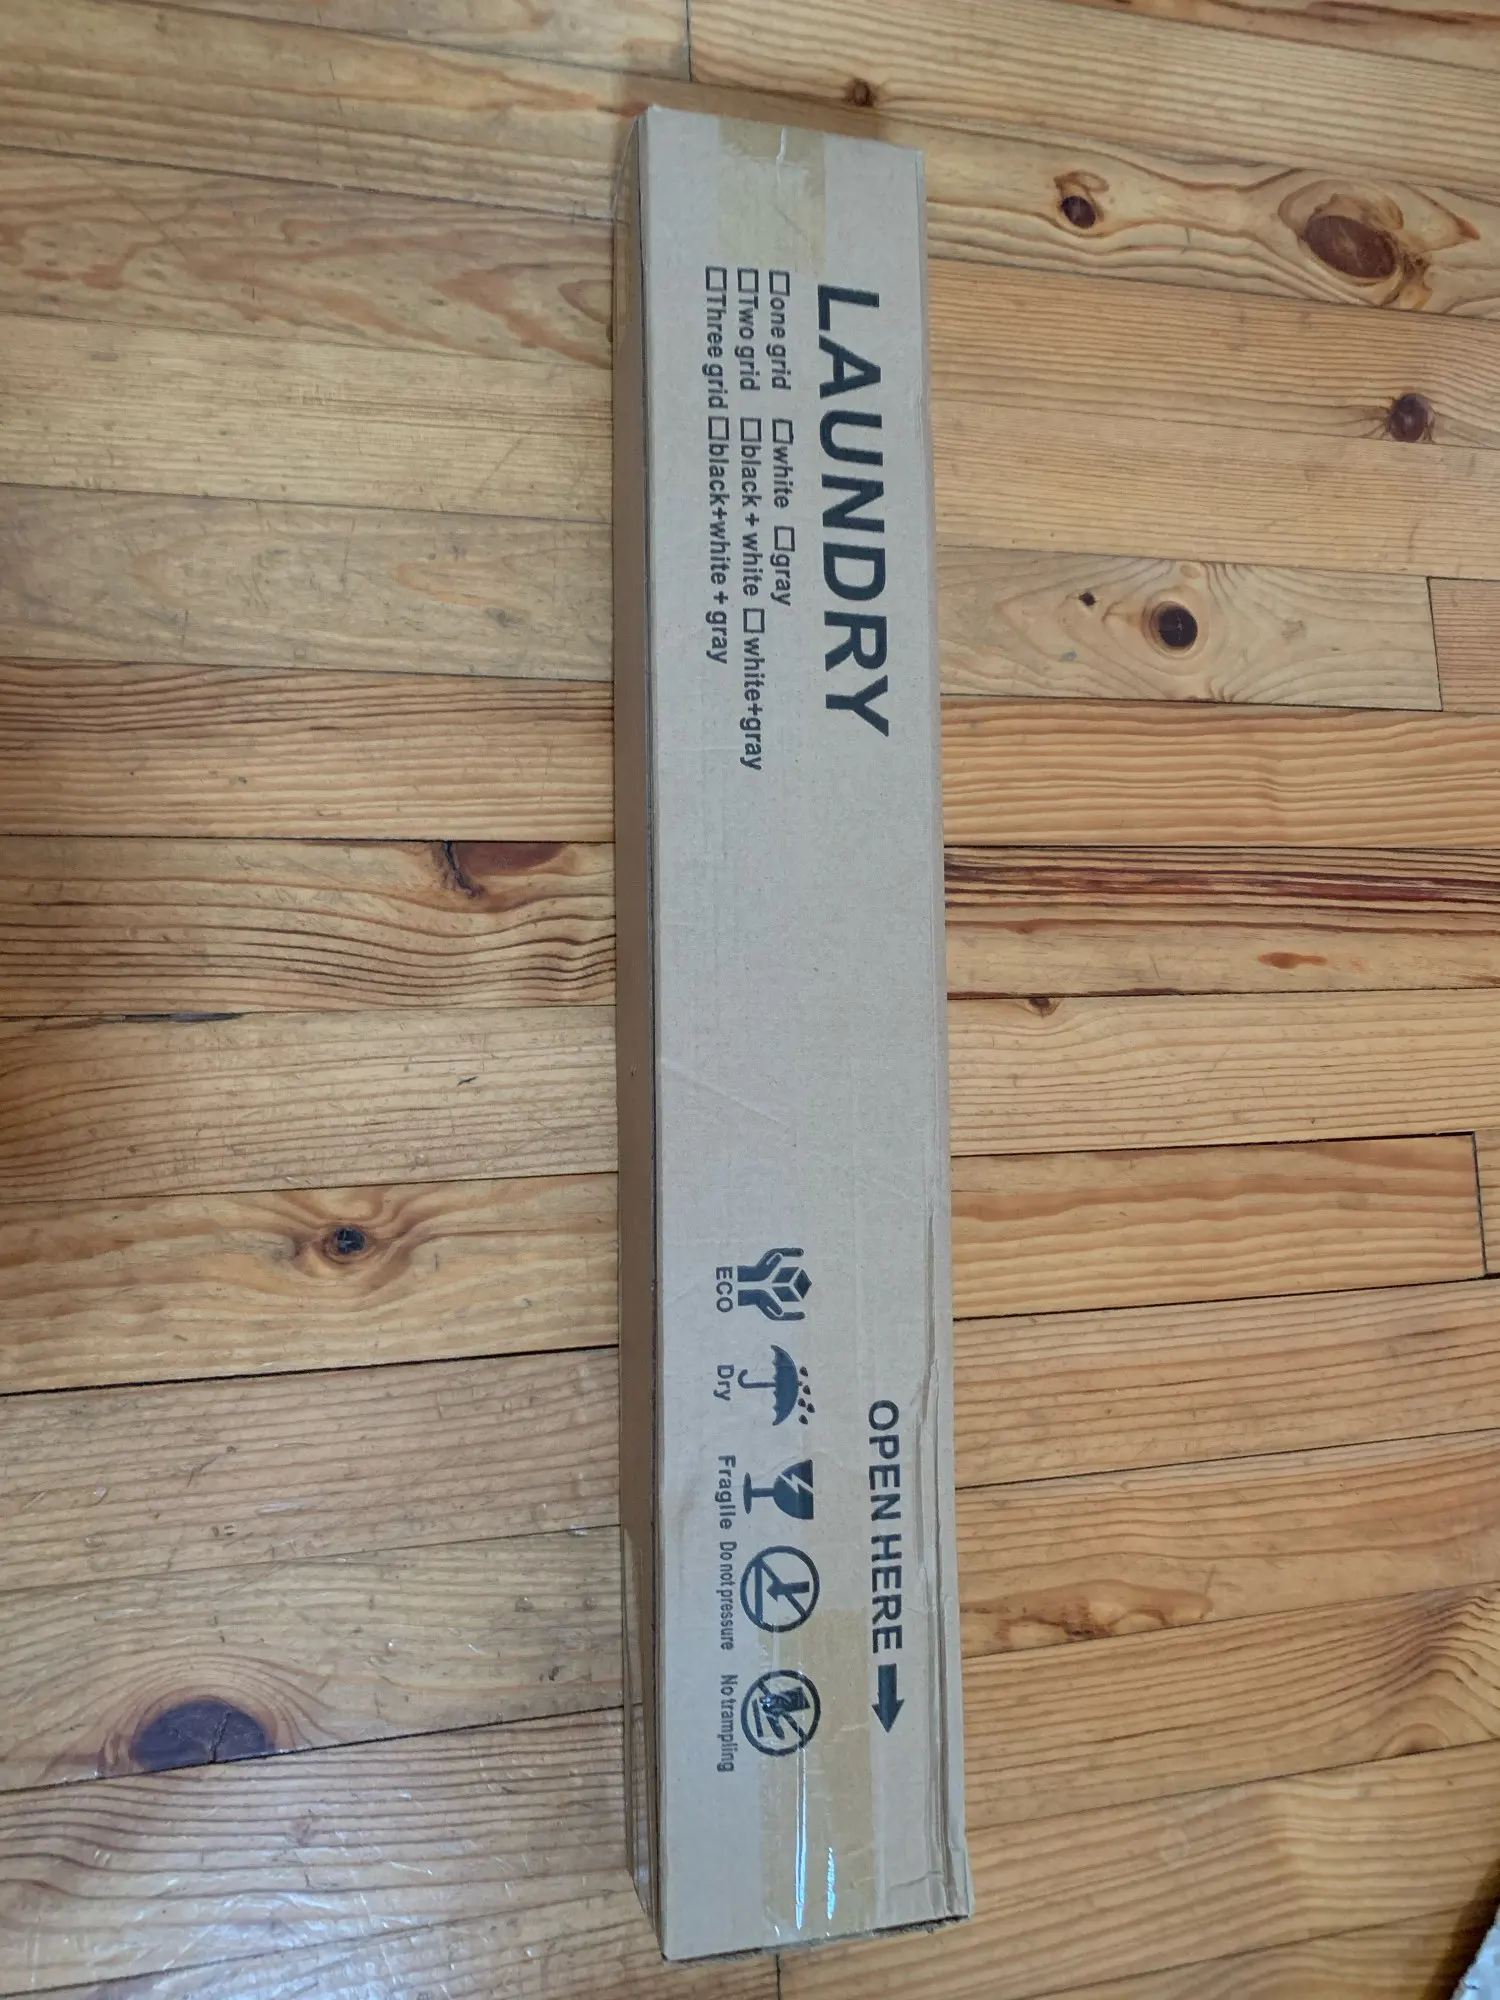 LAUNDRY
☐one grid ☐white ☐gray
☐Two grid ☐black + white ☐white+gray
☐Three grid ☐black+white + gray
OPEN HERE
ECO Dry Fragile Do not pressure No trampling